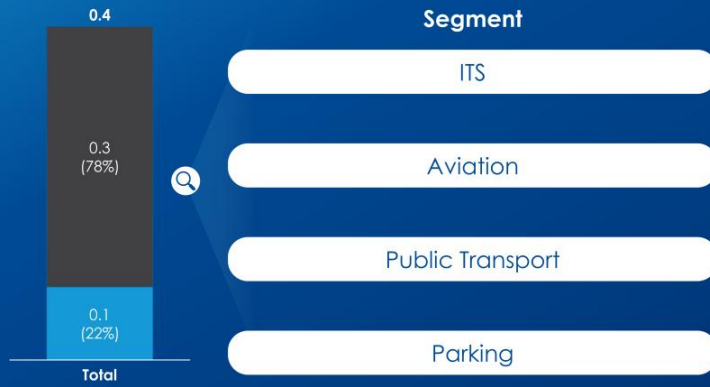 0.4
0.3
(78%)
0.1
(22%)
Total
Segment
ITS
Aviation
Public Transport
Parking